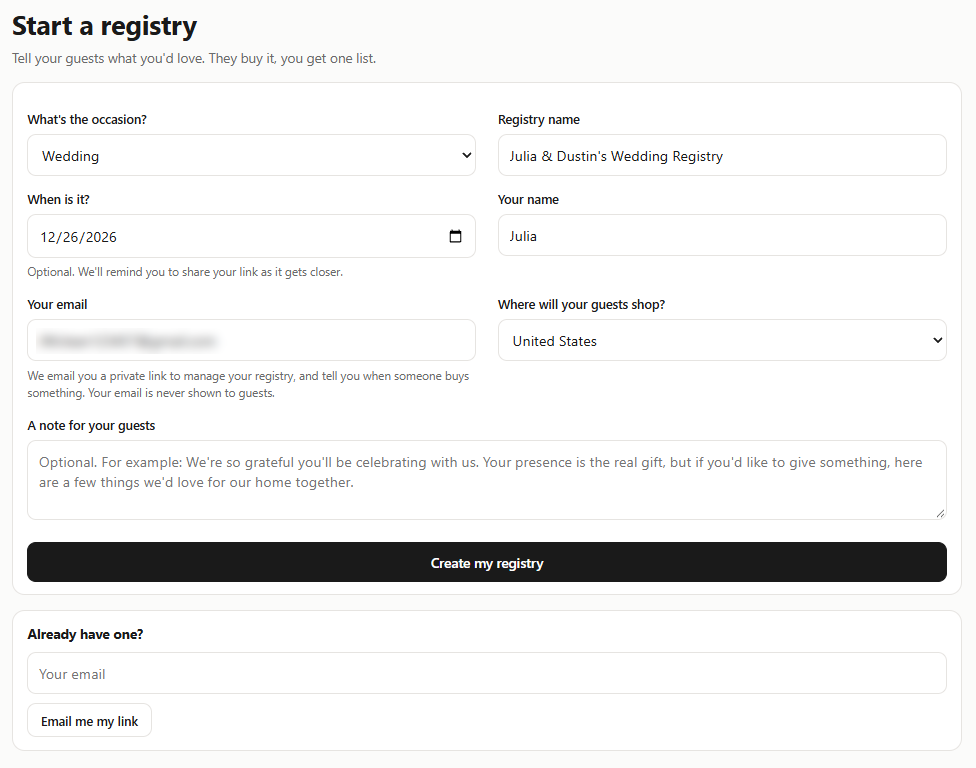 Start a registry
Tell your guests what you'd love. They buy it, you get one list.
What's the occasion?
Wedding
Registry name
Julia & Dustin's Wedding Registry
When is it?
12/26/2026
Optional. We'll remind you to share your link as it gets closer.
Your name
Julia
Your email
We email you a private link to manage your registry, and tell you when someone buys
something. Your email is never shown to guests.
Where will your guests shop?
United States
A note for your guests
Optional. For example: We're so grateful you'll be celebrating with us. Your presence is the real gift, but if you'd like to give something, here
are a few things we'd love for our home together.
Create my registry
Already have one?
Your email
Email me my link